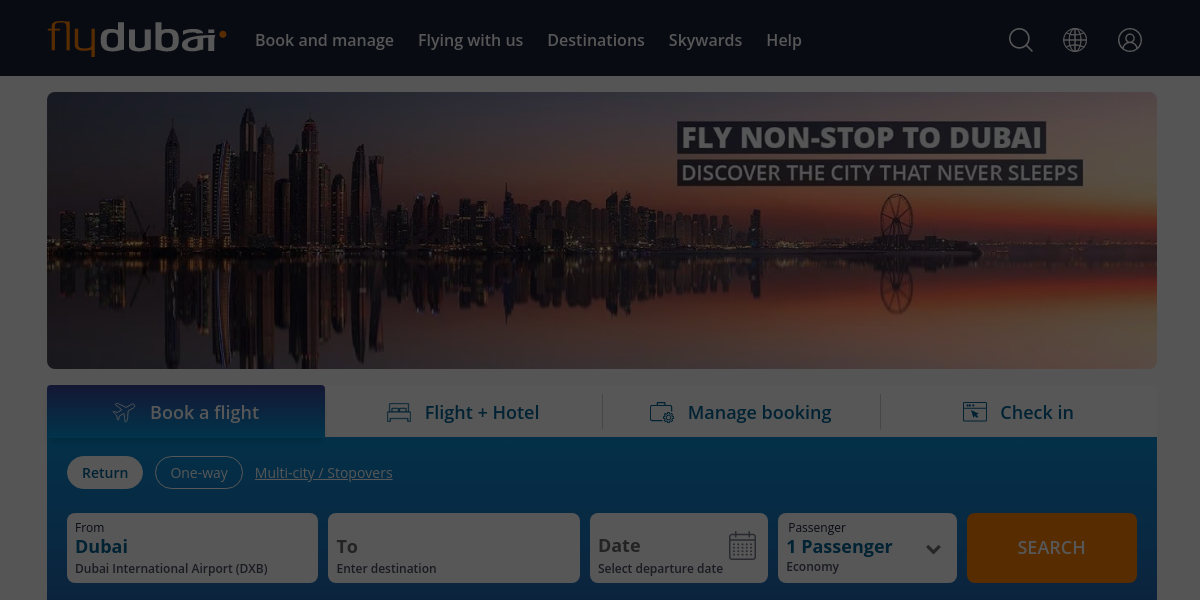 flydubai
Book and manage
Flying with us
Destinations
Skywards
Help
FLY NON-STOP TO DUBAI
DISCOVER THE CITY THAT NEVER SLEEPS
Book a flight
Flight + Hotel
Manage booking
Check in
Return
One-way
Multi-city / Stopovers
From
Dubai
Dubai International Airport (DXB)
To
Enter destination
Date
Select departure date
Passenger
1 Passenger
Economy
SEARCH